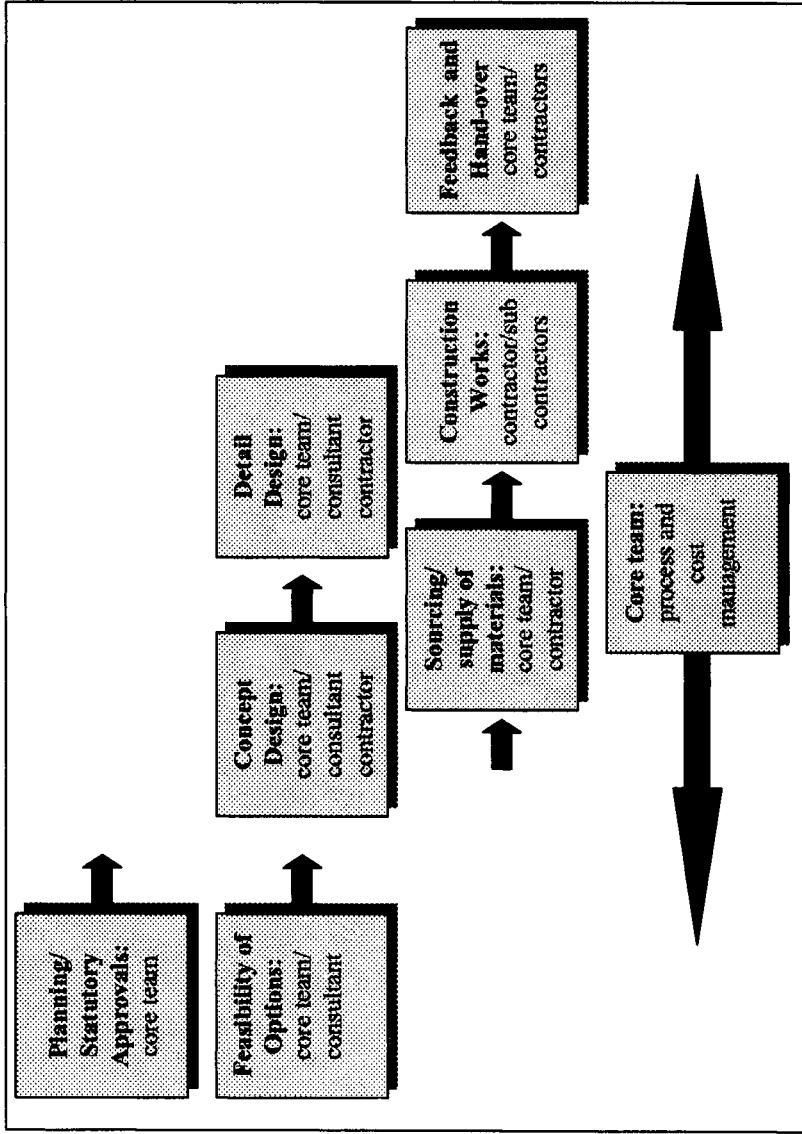 Planning/
Statutory
Approvals:
core team
Feasibility of
Options:
core team/
consultant
Concept
Design:
core team/
consultant
contractor
Detail
Design:
core team/
consultant
contractor
Sourcing/
supply of
materials:
core team/
contractor
Construction
Works:
contractor/sub
contractors
Feedback and
Hand-over
core team/
contractors
Core team:
process and
cost
management